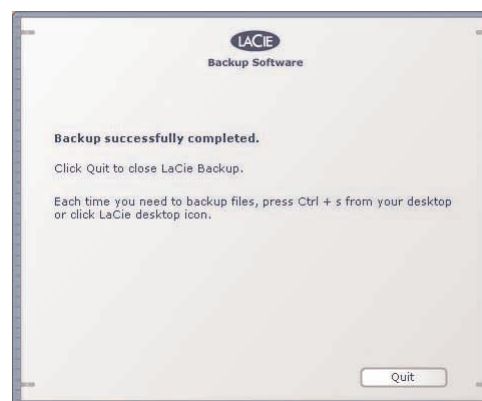 LACIE
Backup Software
Backup successfully completed.
Click Quit to close LaCie Backup.
Each time you need to backup files, press Ctrl + s from your desktop
or click LaCie desktop icon.
Quit